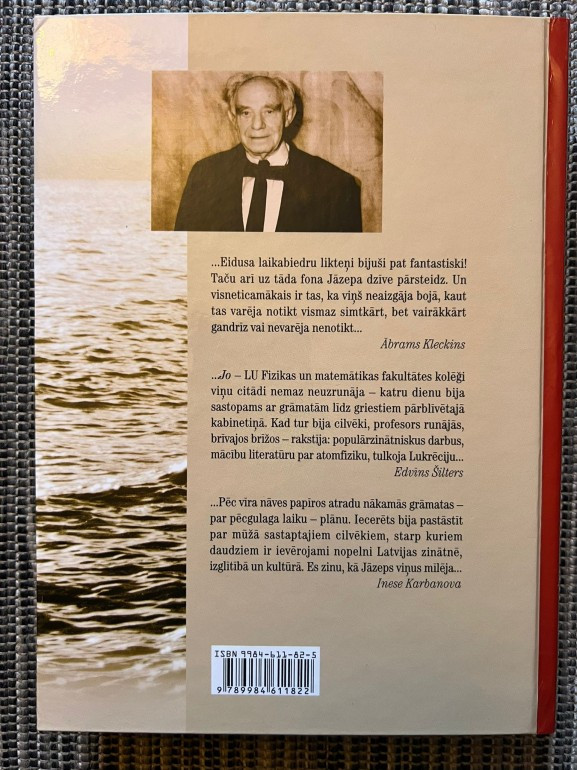 ...Eidusa laikabiedru likteņi bijuši pat fantastiski!
Taču arī uz tāda fona Jāzepa dzīve pārsteidz. Un
visneticamākais ir tas, ka viņš neaizgāja bojā, kaut
tas varēja notikt vismaz simtkārt, bet vairākkārt
gandrīz vai nevarēja nenotikt...
Ābrams Kleckins
...Jo – LU Fizikas un matemātikas fakultātes kolēģi
viņu citādi nemaz neuzrunāja – katru dienu bija
sastopams ar grāmatām līdz griestiem pārblīvētajā
kabinetiņā. Kad tur bija cilvēki, profesors runājās,
brīvajos brīžos – rakstīja: populārzinātniskus darbus,
mācību literatūru par atomfiziku, tulkoja Lukrēciju...
Edvīns Šilters
...Pēc vīra nāves papīros atradu nākamās grāmatas –
par pēcgulaga laiku – plānu. Iecerēts bija pastāstīt
par mūžā sastaptajiem cilvēkiem, starp kuriem
daudziem ir ievērojami nopelni Latvijas zinātnē,
izglītībā un kultūrā. Es zinu, kā Jāzeps viņus mīlēja...
Inese Karbanova
ISBN 9984-611-82-5
9 789984 611822